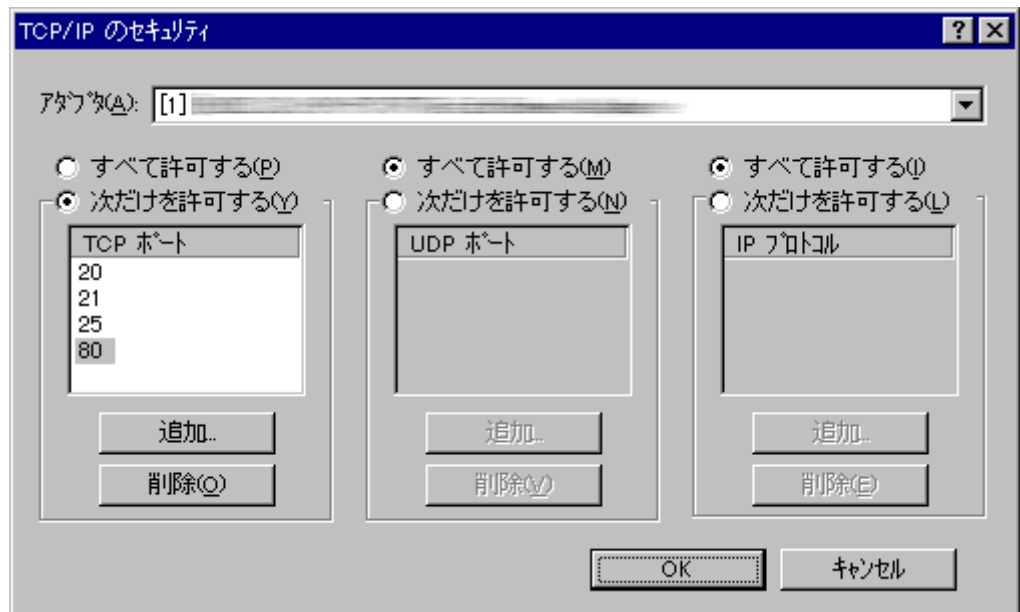 TCP/IP のセキュリティ
アダプタ(A): [1]
すべて許可する(P)
次だけを許可する(Y)
TCP ポート
20
21
25
80
追加...
削除(O)
すべて許可する(M)
次だけを許可する(N)
UDP ポート
追加...
削除(V)
すべて許可する(I)
次だけを許可する(L)
IP プロトコル
追加...
削除(E)
OK
キャンセル